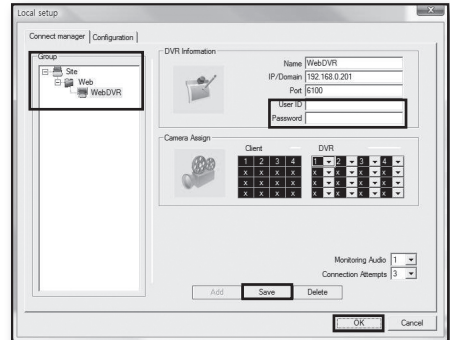 Local setup
Connect manager Configuration
Group
Site
Web
WebDVR
DVR Information
Name WebDVR
IP/Domain 192.168.0.201
Port 6100
User ID
Password
Camera Assign
Client DVR
1 2 3 4 1 2 3 4
x x x x x x x x
x x x x x x x x
x x x x x x x x
Monitoring Audio 1
Connection Attempts 3
Add Save Delete
OK Cancel